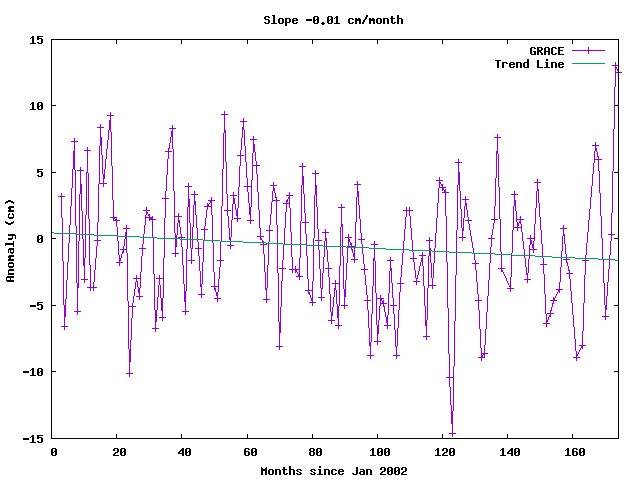 Slope -0.01 cm/month
GRACE
Trend Line
15
10
5
0
-5
-10
-15
Anomaly (cm)
0 20 40 60 80 100 120 140 160
Months since Jan 2002